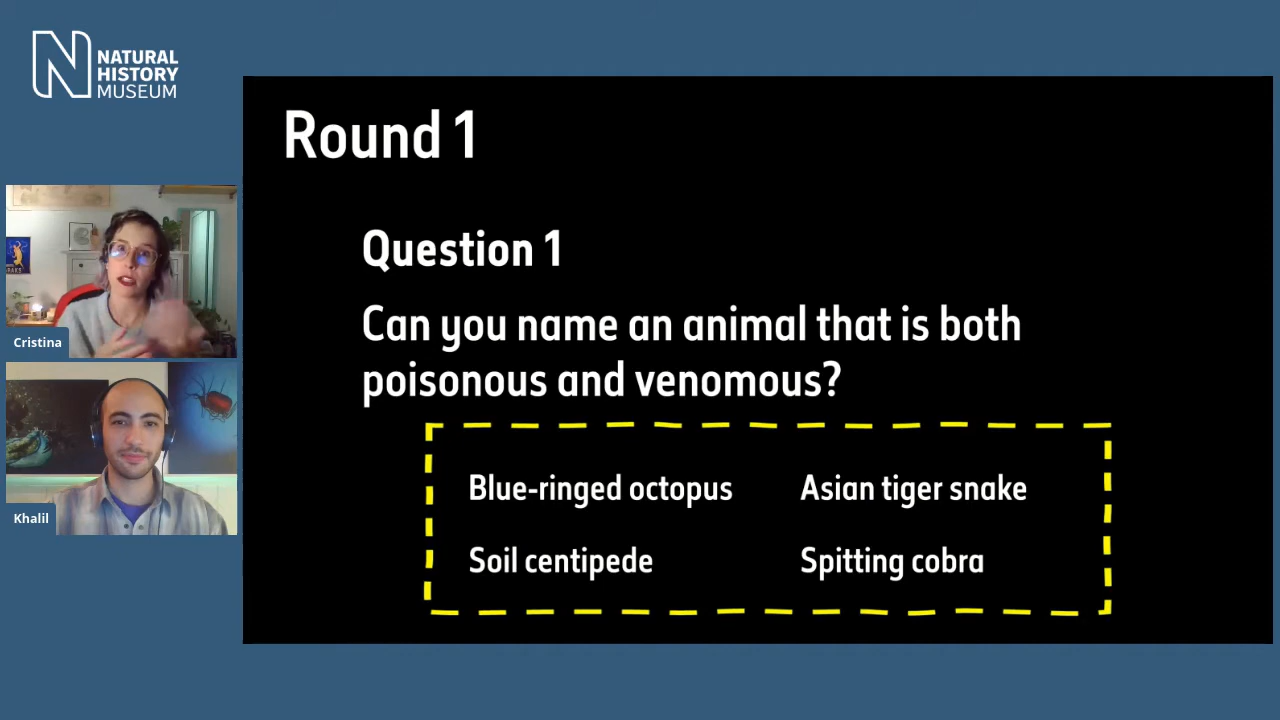 NATURAL
HISTORY
MUSEUM
Round 1
Question 1
Can you name an animal that is both
poisonous and venomous?
Blue-ringed octopus
Asian tiger snake
Soil centipede
Spitting cobra
Cristina
Khalil